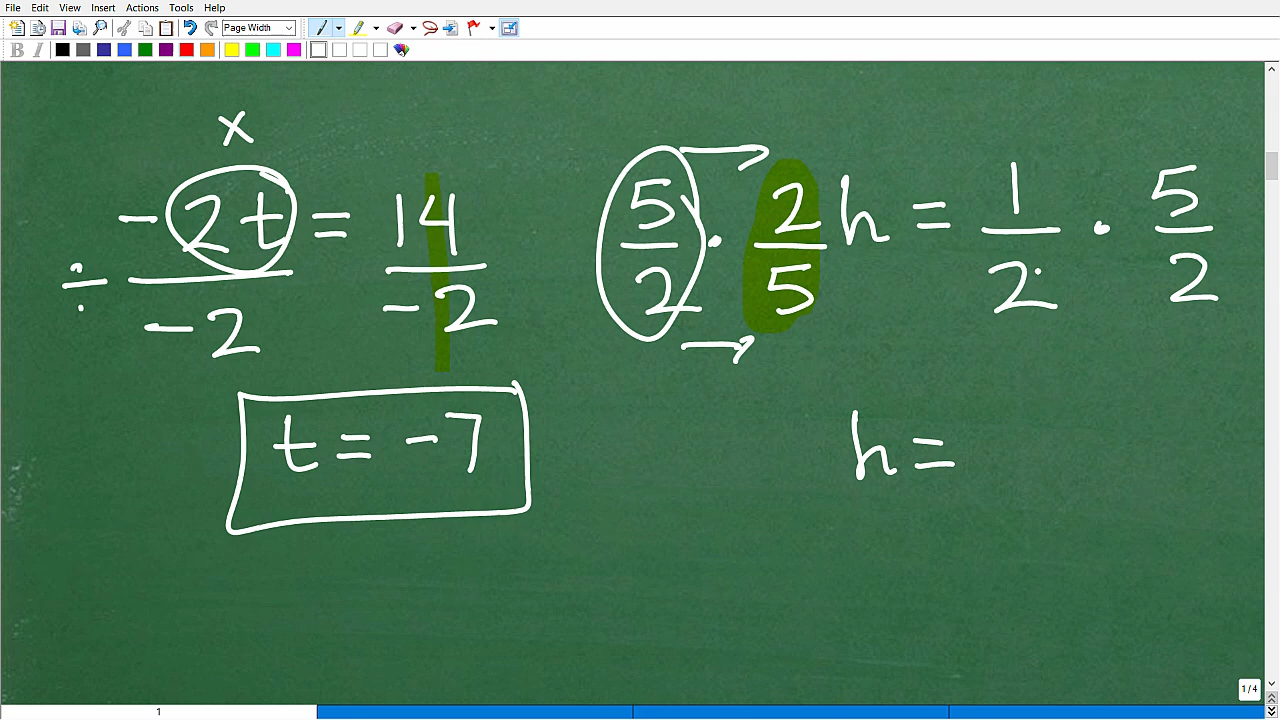 File Edit View Insert Actions Tools Help
Page Width
B I
x
-2t = 14
÷ -2 -2
t = -7
5/2 · 2/5 h = 1/2 · 5/2
h =
1/4
1